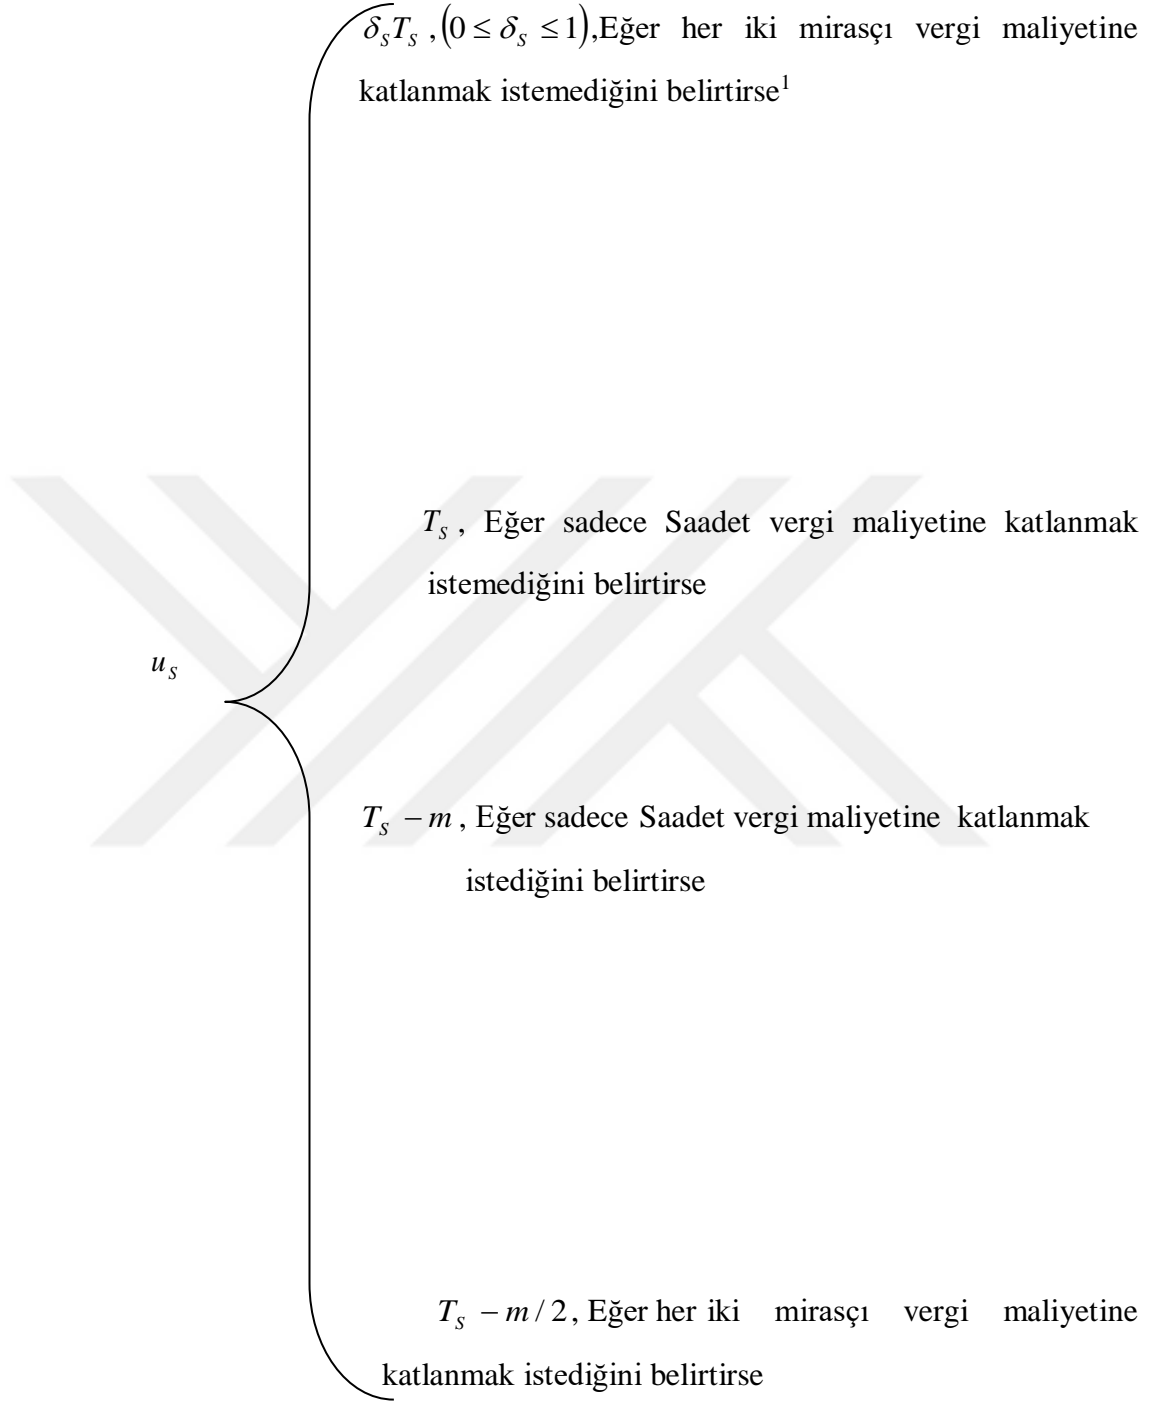 δ_S T_S , (0 ≤ δ_S ≤ 1),Eğer her iki mirasçı vergi maliyetine
katlanmak istemediğini belirtirse¹
T_S , Eğer sadece Saadet vergi maliyetine katlanmak
istemediğini belirtirse
u_S
T_S − m , Eğer sadece Saadet vergi maliyetine katlanmak
istediğini belirtirse
T_S − m / 2, Eğer her iki mirasçı vergi maliyetine
katlanmak istediğini belirtirse